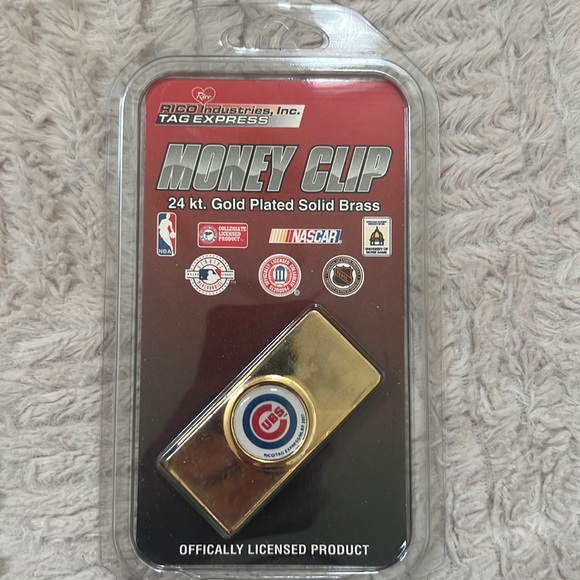 Rico
RICO Industries, Inc.
TAG EXPRESS
MONEY CLIP
24 kt. Gold Plated Solid Brass
NBA
COLLEGIATE
LICENSED
PRODUCT
NASCAR
UNIVERSITY OF
NOTRE DAME
CUBS
OFFICALLY LICENSED PRODUCT